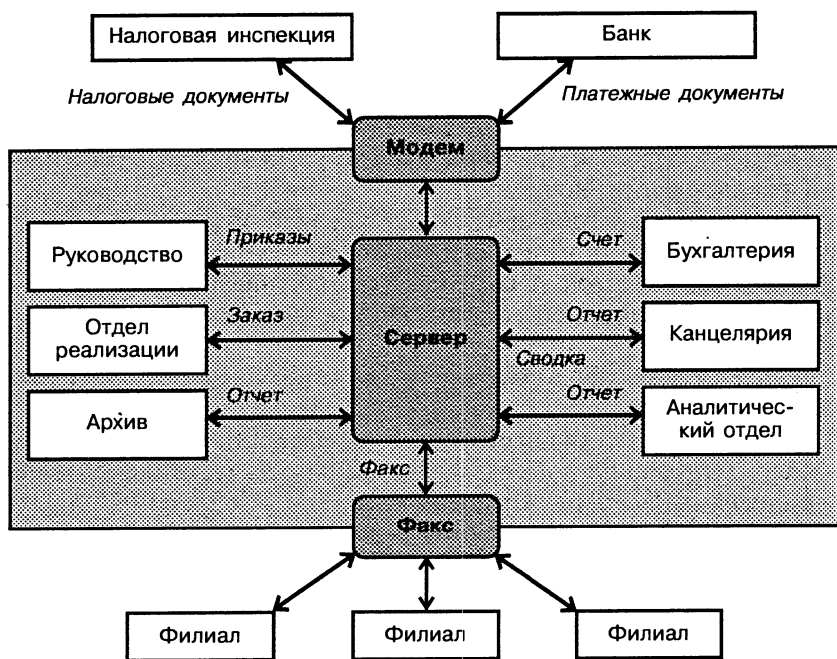 Налоговая инспекция
Банк
Налоговые документы
Платежные документы
Модем
Руководство
Приказы
Счет
Бухгалтерия
Отдел
реализации
Заказ
Сервер
Отчет
Сводка
Канцелярия
Архив
Отчет
Отчет
Аналитичес-
кий отдел
Факс
Факс
Филиал
Филиал
Филиал